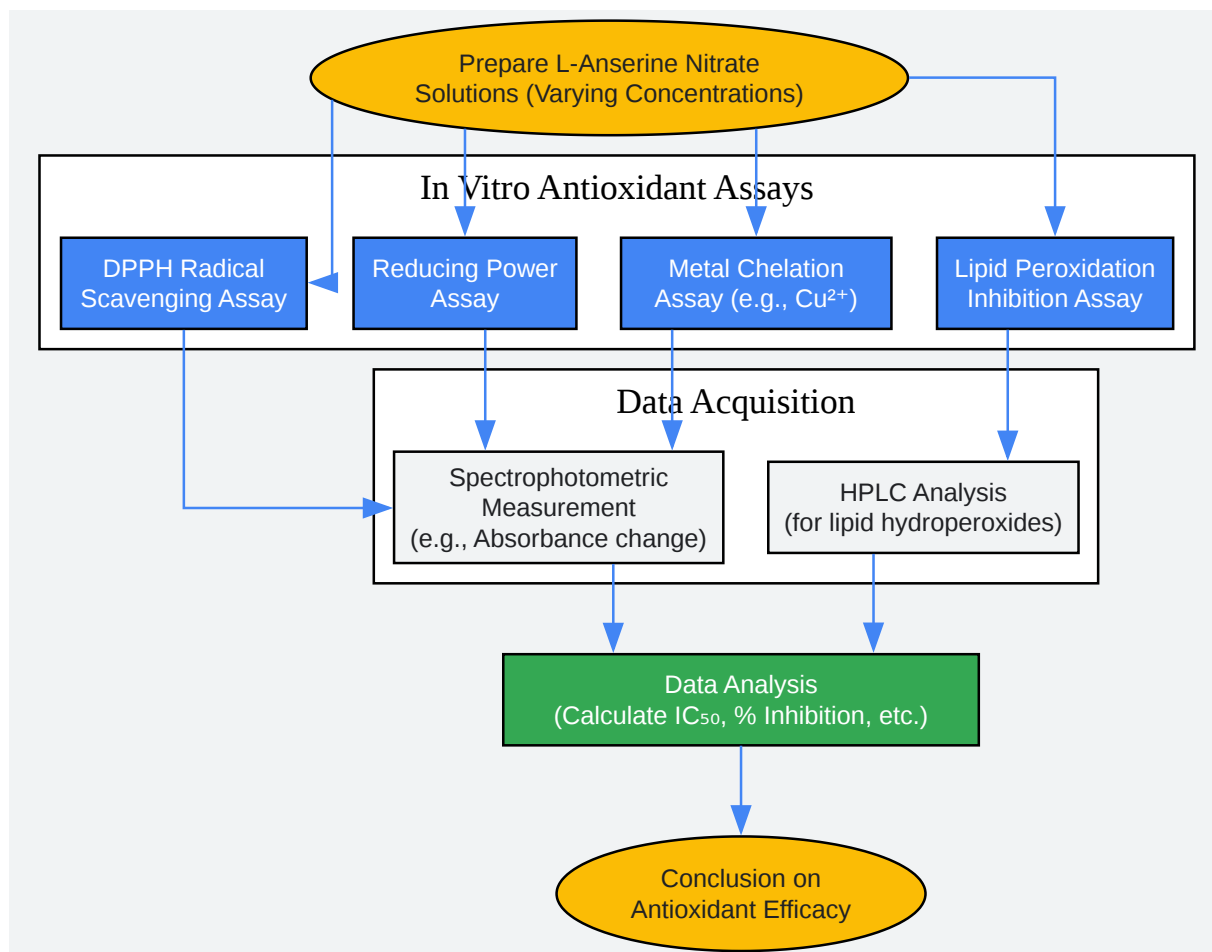 Prepare L-Anserine Nitrate
Solutions (Varying Concentrations)
In Vitro Antioxidant Assays
DPPH Radical
Scavenging Assay
Reducing Power
Assay
Metal Chelation
Assay (e.g., Cu²⁺)
Lipid Peroxidation
Inhibition Assay
Data Acquisition
Spectrophotometric
Measurement
(e.g., Absorbance change)
HPLC Analysis
(for lipid hydroperoxides)
Data Analysis
(Calculate IC₅₀, % Inhibition, etc.)
Conclusion on
Antioxidant Efficacy